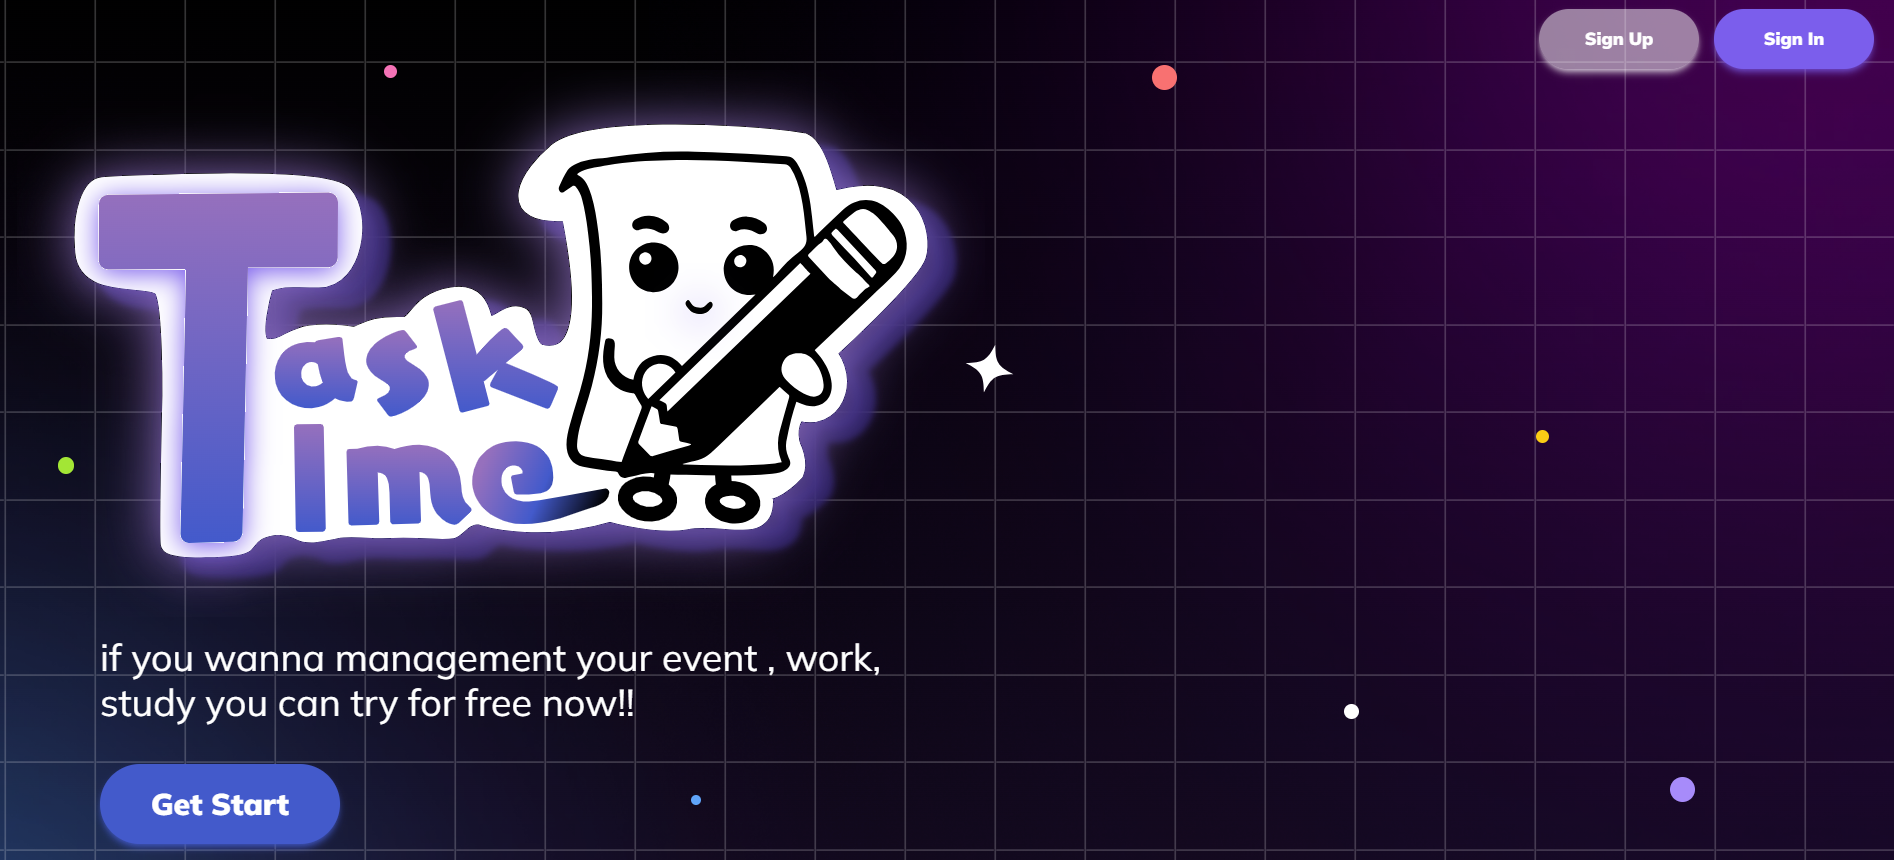 Sign Up
Sign In
Task
Time
if you wanna management your event , work,
study you can try for free now!!
Get Start